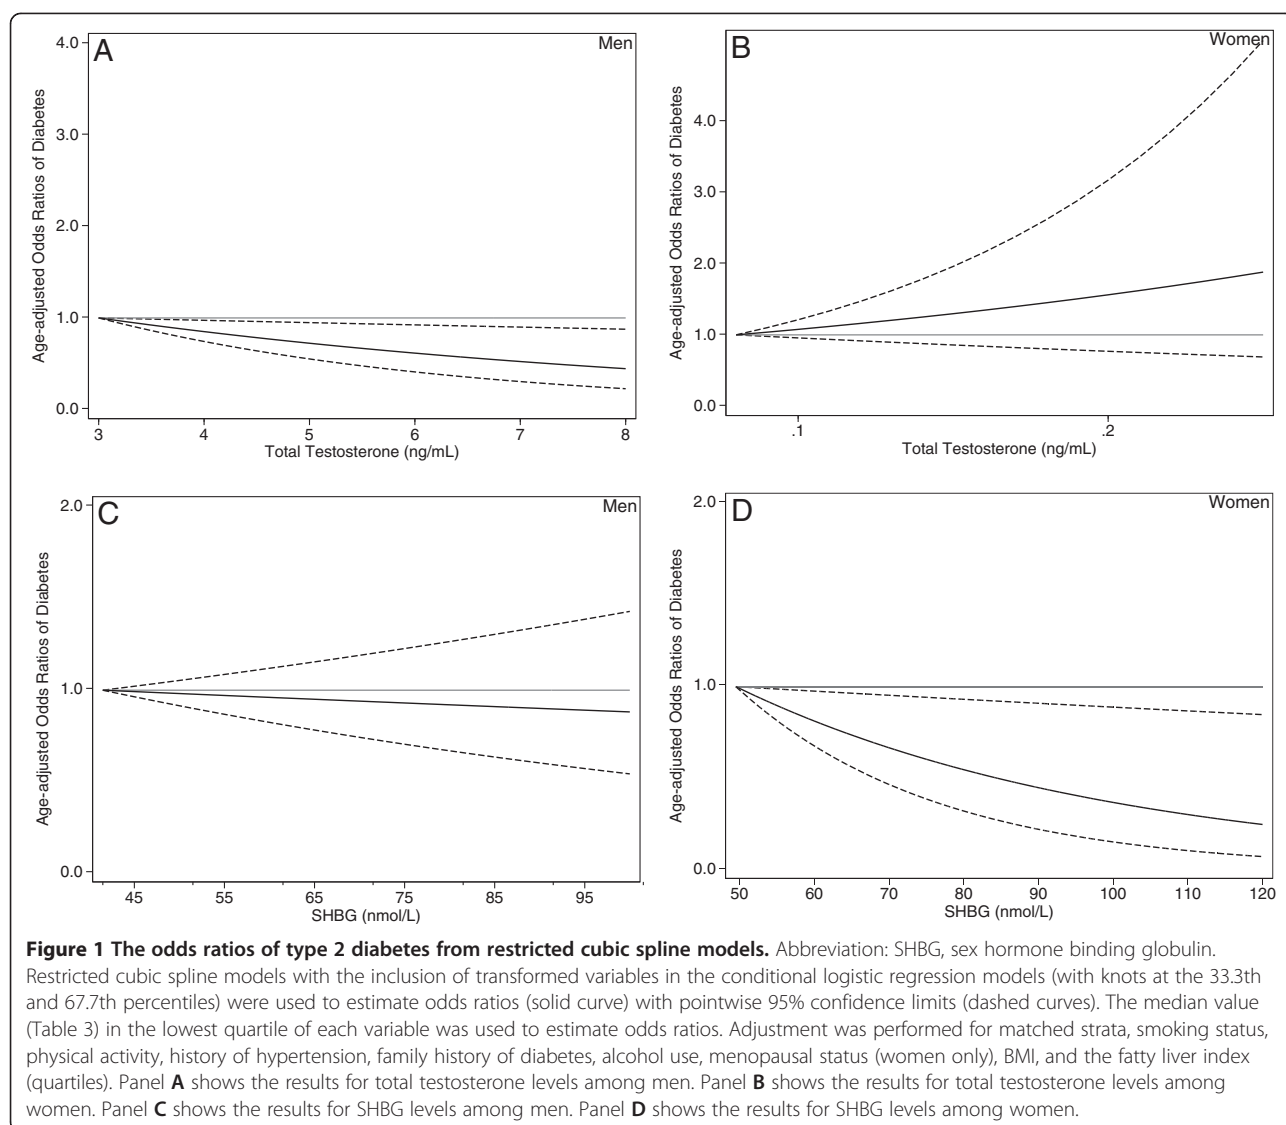 A
Men
4.0
3.0
2.0
1.0
0.0
Age-adjusted Odds Ratios of Diabetes
3 4 5 6 7 8
Total Testosterone (ng/mL)
B
Women
4.0
3.0
2.0
1.0
0.0
Age-adjusted Odds Ratios of Diabetes
.1 .2
Total Testosterone (ng/mL)
C
Men
2.0
1.0
0.0
Age-adjusted Odds Ratios of Diabetes
45 55 65 75 85 95
SHBG (nmol/L)
D
Women
2.0
1.0
0.0
Age-adjusted Odds Ratios of Diabetes
50 60 70 80 90 100 110 120
SHBG (nmol/L)
Figure 1 The odds ratios of type 2 diabetes from restricted cubic spline models. Abbreviation: SHBG, sex hormone binding globulin.
Restricted cubic spline models with the inclusion of transformed variables in the conditional logistic regression models (with knots at the 33.3th
and 67.7th percentiles) were used to estimate odds ratios (solid curve) with pointwise 95% confidence limits (dashed curves). The median value
(Table 3) in the lowest quartile of each variable was used to estimate odds ratios. Adjustment was performed for matched strata, smoking status,
physical activity, history of hypertension, family history of diabetes, alcohol use, menopausal status (women only), BMI, and the fatty liver index
(quartiles). Panel A shows the results for total testosterone levels among men. Panel B shows the results for total testosterone levels among
women. Panel C shows the results for SHBG levels among men. Panel D shows the results for SHBG levels among women.